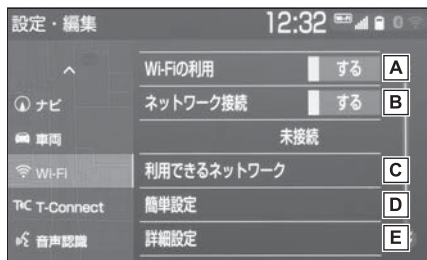 設定・編集 12:32
Wi-Fiの利用 する A
ナビ ネットワーク接続 する B
車両 未接続
Wi-Fi 利用できるネットワーク C
T-Connect 簡単設定 D
音声認識 詳細設定 E